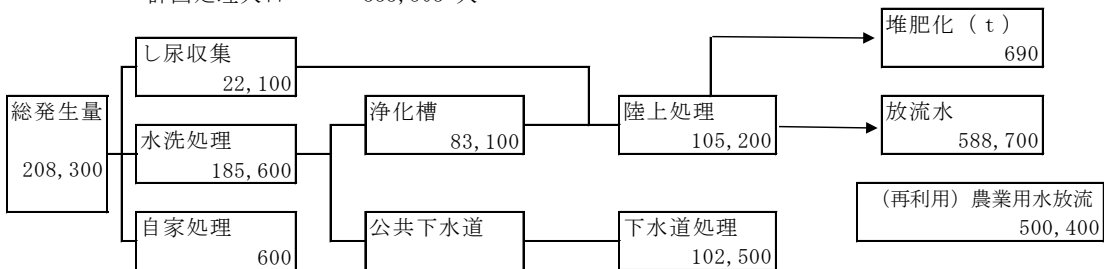 堆肥化（ｔ）
690
し尿収集
22,100
総発生量
208,300
浄化槽
83,100
陸上処理
105,200
放流水
588,700
水洗処理
185,600
（再利用）農業用水放流
500,400
自家処理
600
公共下水道
下水道処理
102,500